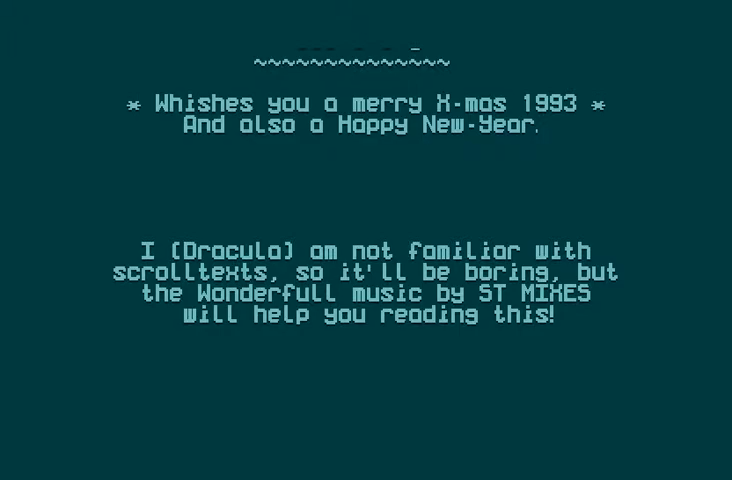 ~~~~~~~~~~~~~~
* Whishes you a merry X-mas 1993 *
And also a Happy New-Year.
I (Dracula) am not familiar with
scrolltexts, so it'll be boring, but
the Wonderfull music by ST MIXES
will help you reading this!